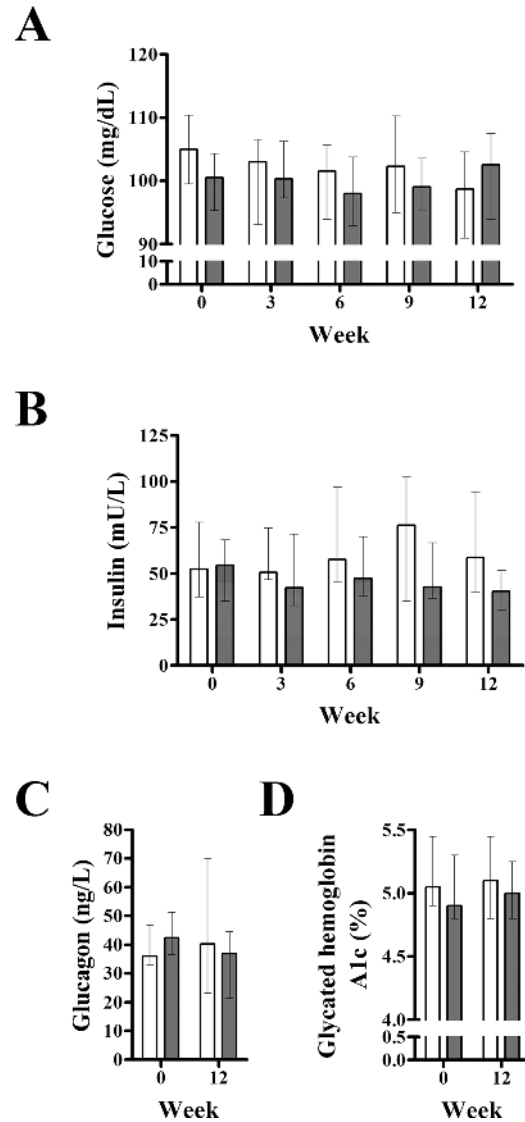 A
Glucose (mg/dL)
120
110
100
90
10
0
0 3 6 9 12
Week
B
Insulin (mU/L)
125
100
75
50
25
0
0 3 6 9 12
Week
C
Glucagon (ng/L)
80
70
60
50
40
30
20
10
0
0 12
Week
D
Glycated hemoglobin
A1c (%)
5.5
5.0
4.5
4.0
0.5
0.0
0 12
Week